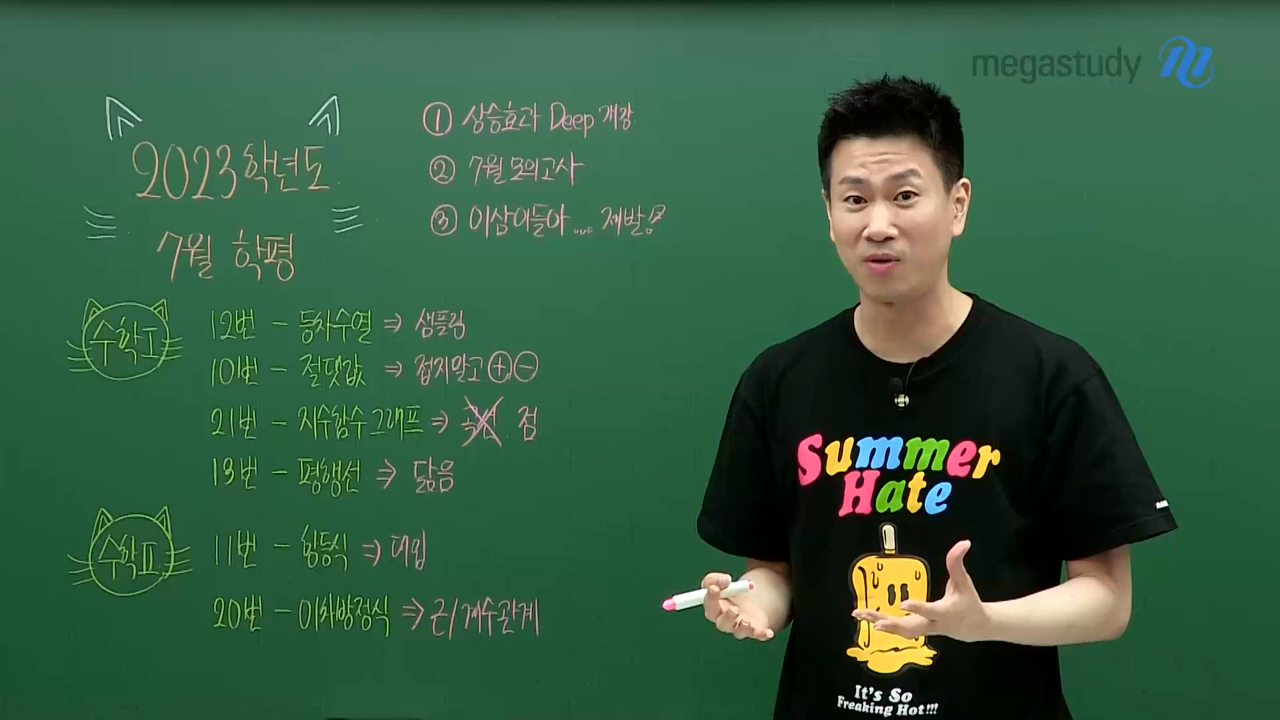 megastudy
2023학년도
7월 학평
① 상승효과 Deep 개강
② 7월 모의고사
③ 이삼이들아 .... 제발 !
수학I
12번 - 등차수열 ⇒ 샘플링
10번 - 절댓값 → 접지말고 ⊕⊖
21번 - 지수함수 그래프 ⇒ 점
13번 - 평행선 ⇒ 닮음
수학II
11번 - 항등식 ⇒ 대입
20번 - 이차방정식 ⇒ 근/계수관계
Summer
Hate
It's So
Freaking Hot!!!